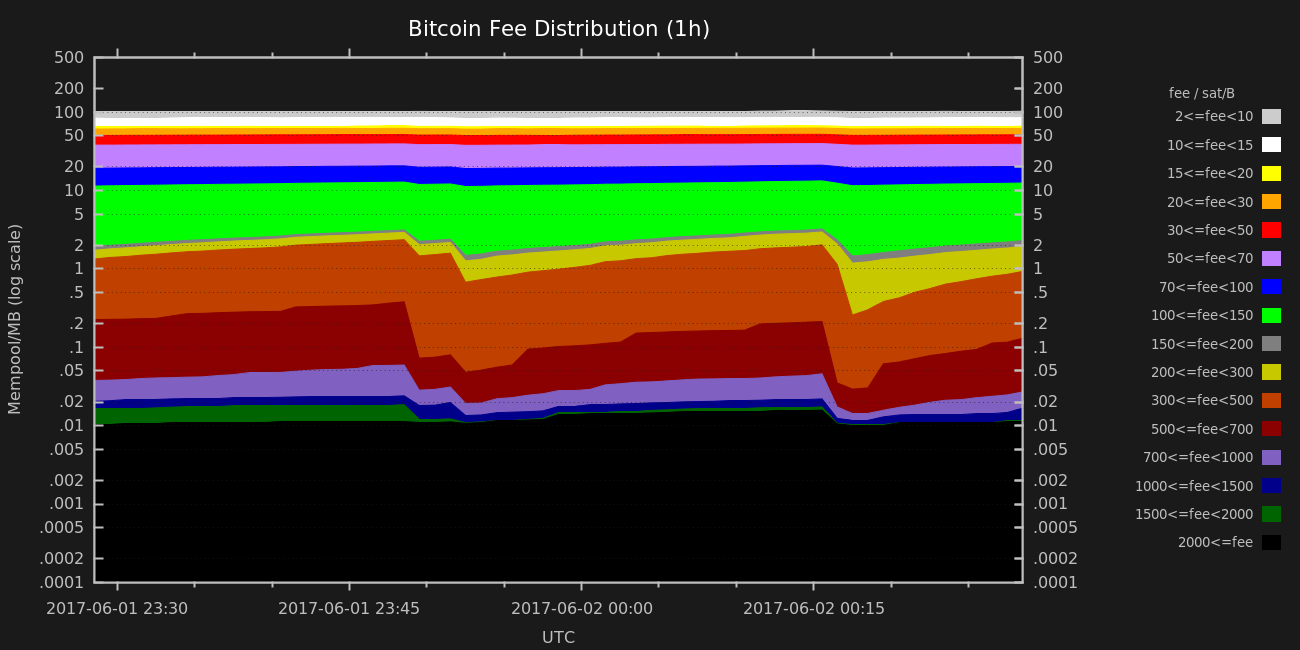 Bitcoin Fee Distribution (1h)
500 500
200 200
100 100
50 50
20 20
10 10
5 5
2 2
1 1
.5 .5
.2 .2
.1 .1
.05 .05
.02 .02
.01 .01
.005 .005
.002 .002
.001 .001
.0005 .0005
.0002 .0002
.0001 .0001
Mempool/MB (log scale)
2017-06-01 23:30 2017-06-01 23:45 2017-06-02 00:00 2017-06-02 00:15
UTC
fee / sat/B
2<=fee<10
10<=fee<15
15<=fee<20
20<=fee<30
30<=fee<50
50<=fee<70
70<=fee<100
100<=fee<150
150<=fee<200
200<=fee<300
300<=fee<500
500<=fee<700
700<=fee<1000
1000<=fee<1500
1500<=fee<2000
2000<=fee